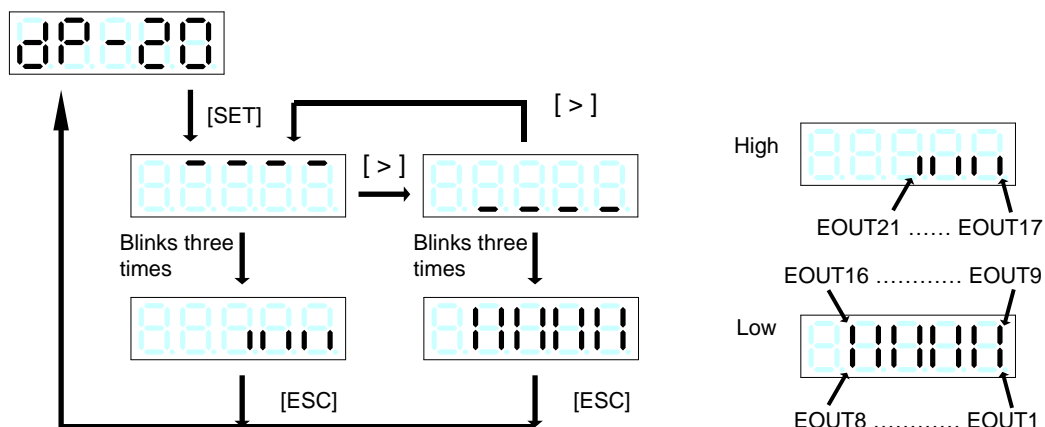 dP-20
[SET]
[ > ]
[ > ]
Blinks three
times
Blinks three
times
[ESC]
[ESC]
High
EOUT21 …… EOUT17
EOUT16 ………… EOUT9
Low
EOUT8 ………… EOUT1